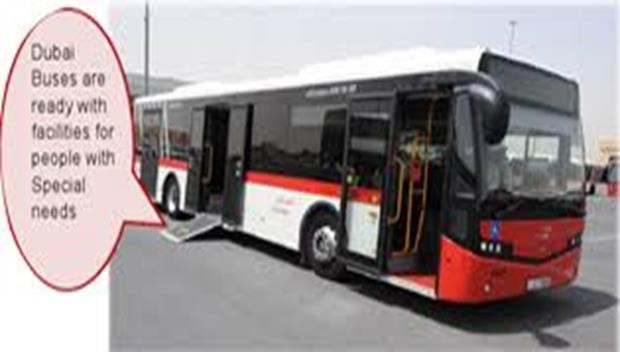 Dubai
Buses are
ready with
facilities for
people with
Special
needs